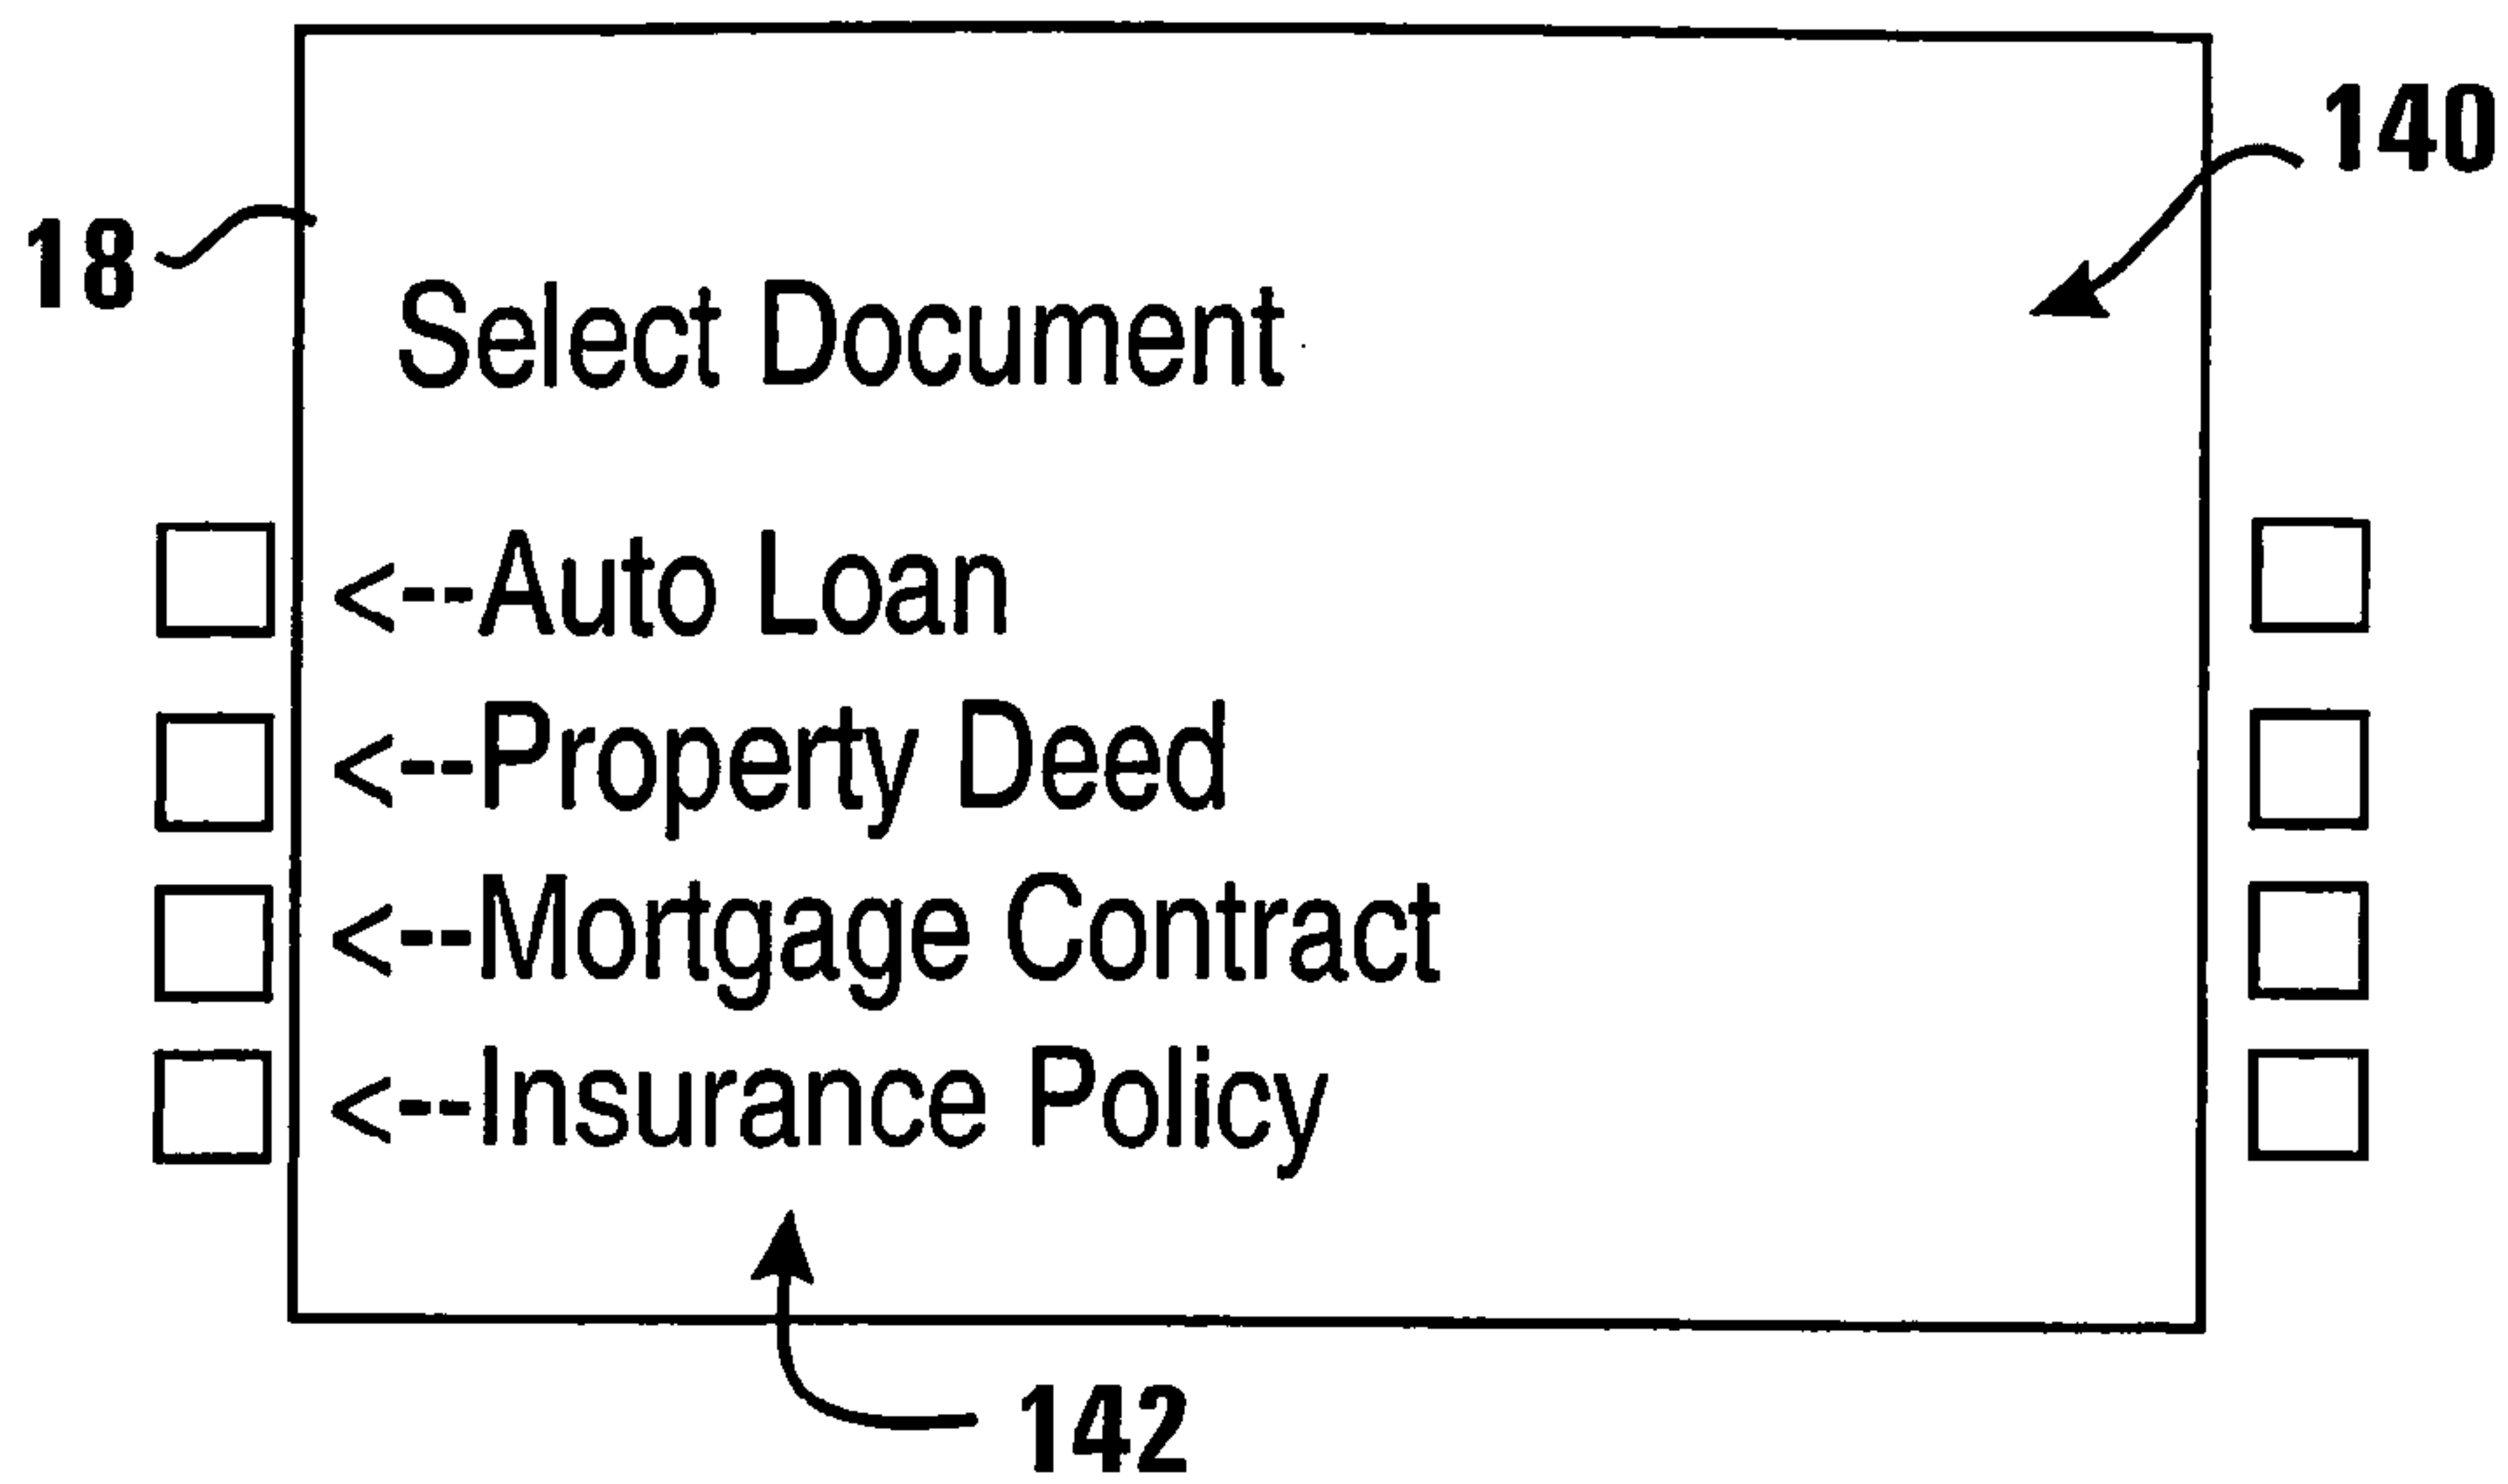 140
18
Select Document
<--Auto Loan
<--Property Deed
<--Mortgage Contract
<--Insurance Policy
142